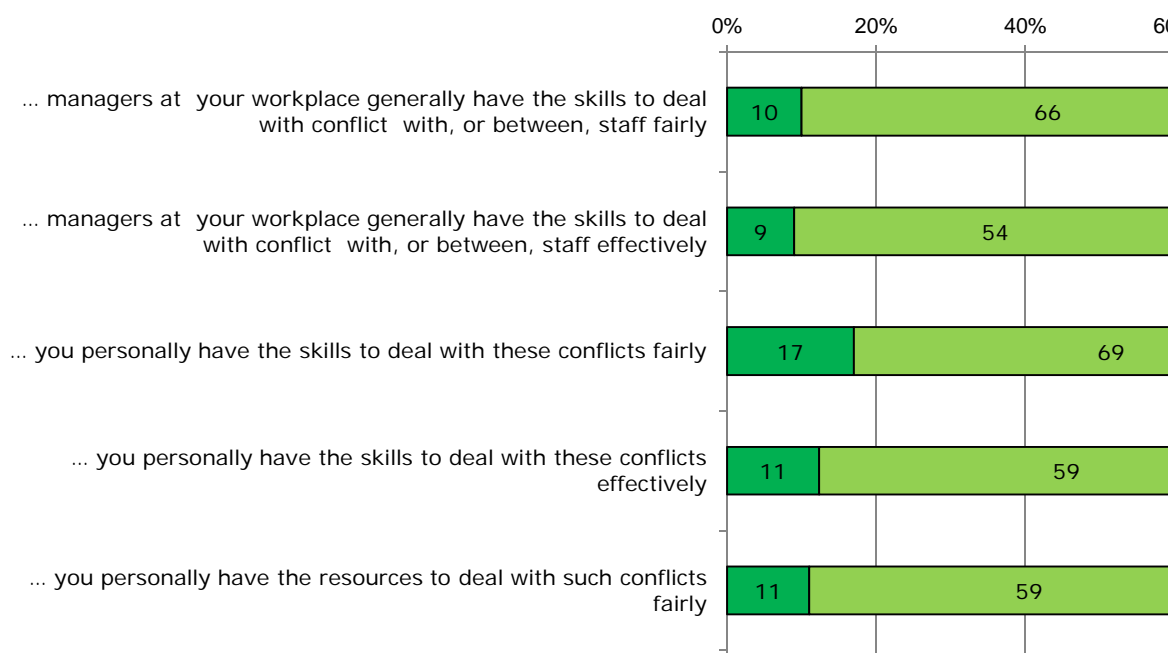 0% 20% 40% 60
... managers at your workplace generally have the skills to deal
with conflict with, or between, staff fairly
10 66
... managers at your workplace generally have the skills to deal
with conflict with, or between, staff effectively
9 54
... you personally have the skills to deal with these conflicts fairly
17 69
... you personally have the skills to deal with these conflicts
effectively
11 59
... you personally have the resources to deal with such conflicts
fairly
11 59